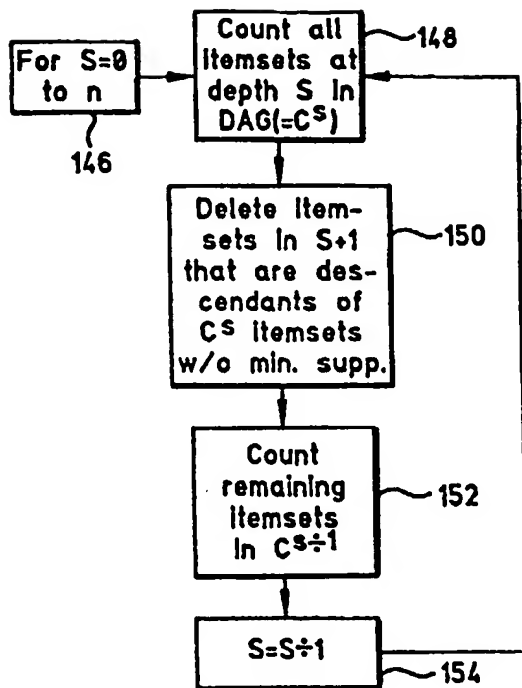 For S=0
to n
146
Count all
itemsets at
depth S in
DAG(=C^S)
148
Delete item-
sets in S+1
that are des-
cendants of
C^S itemsets
w/o min. supp.
150
Count
remaining
itemsets
in C^S÷1
152
S=S÷1
154